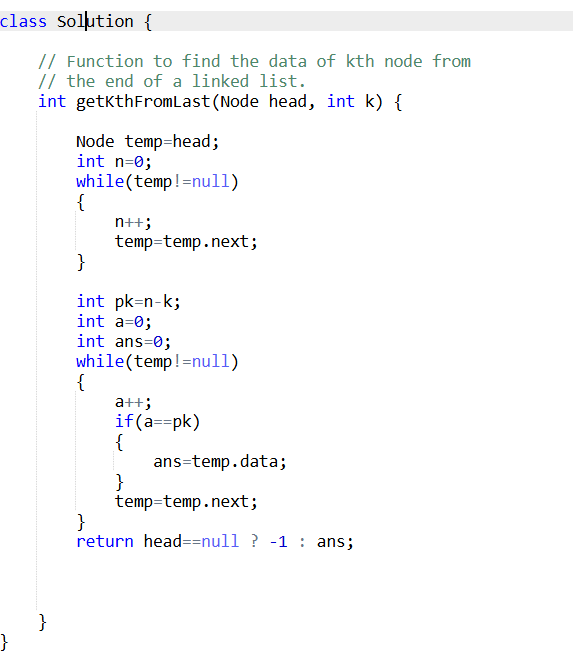 class Solution {
// Function to find the data of kth node from
// the end of a linked list.
int getKthFromLast(Node head, int k) {
Node temp=head;
int n=0;
while(temp!=null)
{
n++;
temp=temp.next;
}
int pk=n-k;
int a=0;
int ans=0;
while(temp!=null)
{
a++;
if(a==pk)
{
ans=temp.data;
}
temp=temp.next;
}
return head==null ? -1 : ans;
}
}